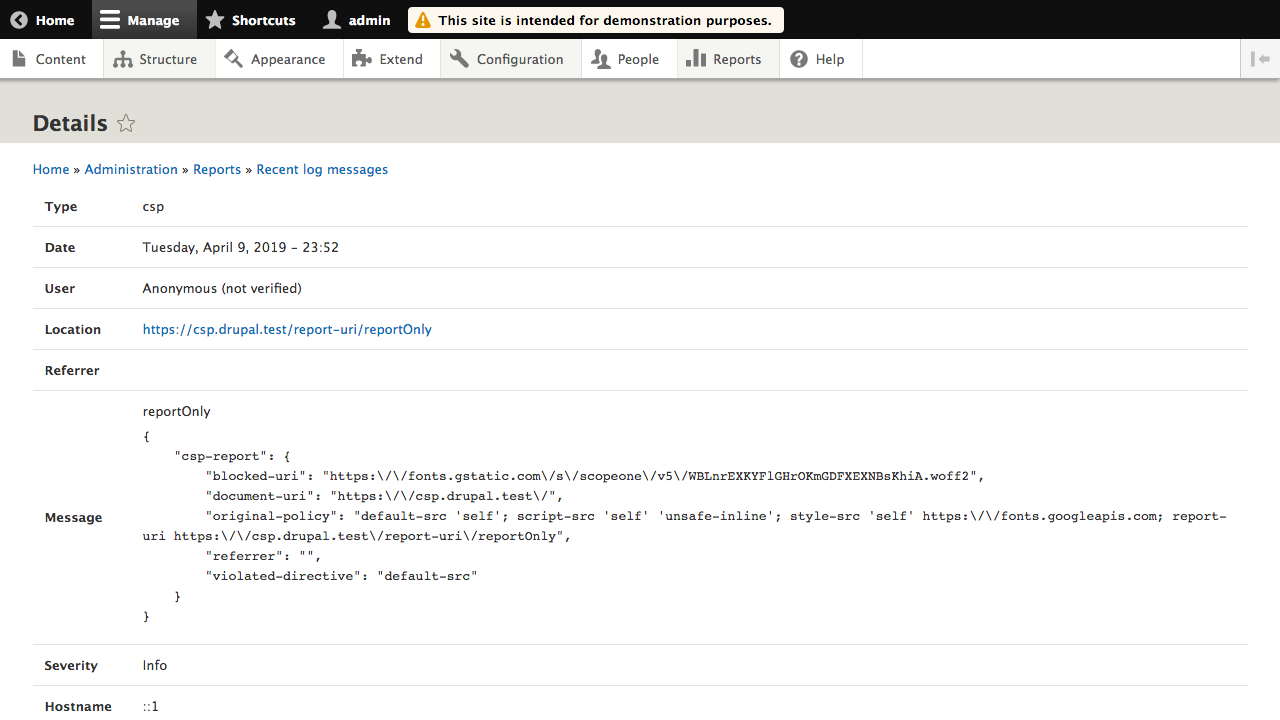 Home Manage Shortcuts admin This site is intended for demonstration purposes.
Content Structure Appearance Extend Configuration People Reports Help
Details
Home » Administration » Reports » Recent log messages
Type csp
Date Tuesday, April 9, 2019 - 23:52
User Anonymous (not verified)
Location https://csp.drupal.test/report-uri/reportOnly
Referrer
Message
reportOnly
{
    "csp-report": {
        "blocked-uri": "https:\/\/fonts.gstatic.com\/s\/scopeone\/v5\/WBLnrEXKYFlGHrOKmGDFXEXNBsKhiA.woff2",
        "document-uri": "https:\/\/csp.drupal.test\/",
        "original-policy": "default-src 'self'; script-src 'self' 'unsafe-inline'; style-src 'self' https:\/\/fonts.googleapis.com; report-
uri https:\/\/csp.drupal.test\/report-uri\/reportOnly",
        "referrer": "",
        "violated-directive": "default-src"
    }
}
Severity Info
Hostname ::1